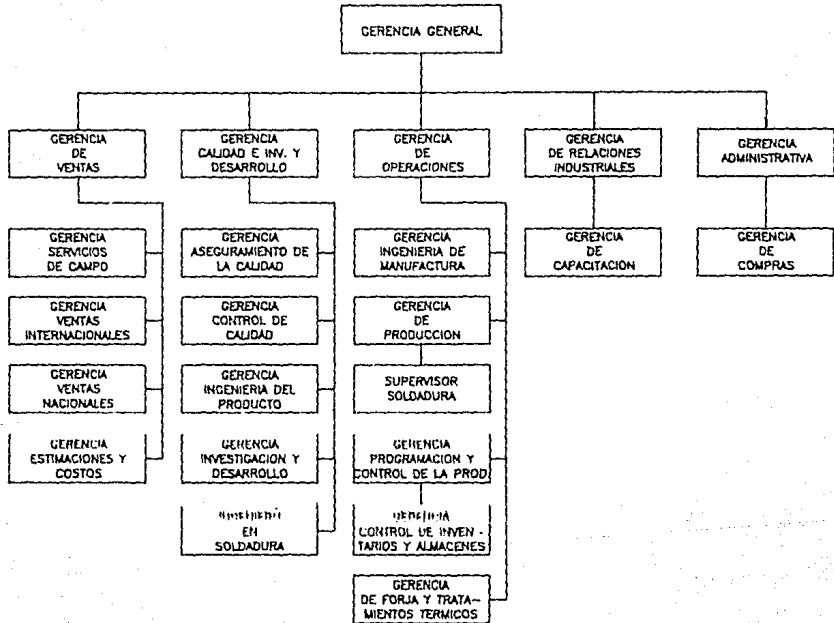 GERENCIA GENERAL
GERENCIA
DE
VENTAS
GERENCIA
CALIDAD E INV. Y
DESARROLLO
GERENCIA
DE
OPERACIONES
GERENCIA
DE RELACIONES
INDUSTRIALES
GERENCIA
ADMINISTRATIVA
GERENCIA
SERVICIOS
DE CAMPO
GERENCIA
ASEGURAMIENTO DE
LA CALIDAD
GERENCIA
INGENIERIA DE
MANUFACTURA
GERENCIA
DE
CAPACITACION
GERENCIA
DE
COMPRAS
GERENCIA
VENTAS
INTERNACIONALES
GERENCIA
CONTROL DE
CALIDAD
GERENCIA
DE
PRODUCCION
GERENCIA
VENTAS
NACIONALES
GERENCIA
INGENIERIA DEL
PRODUCTO
SUPERVISOR
SOLDADURA
GERENCIA
ESTIMACIONES Y
COSTOS
GERENCIA
INVESTIGACION Y
DESARROLLO
GERENCIA
PROGRAMACION Y
CONTROL DE LA PROD.
EN
SOLDADURA
GERENCIA
CONTROL DE INVEN-
TARIOS Y ALMACENES
GERENCIA
DE FORJA Y TRATA-
MIENTOS TERMICOS